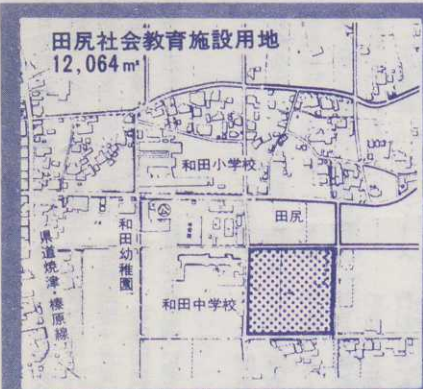 田尻社会教育施設用地
12,064㎡
和田小学校
田尻
和田幼稚園
県道焼津榛原線
和田中学校